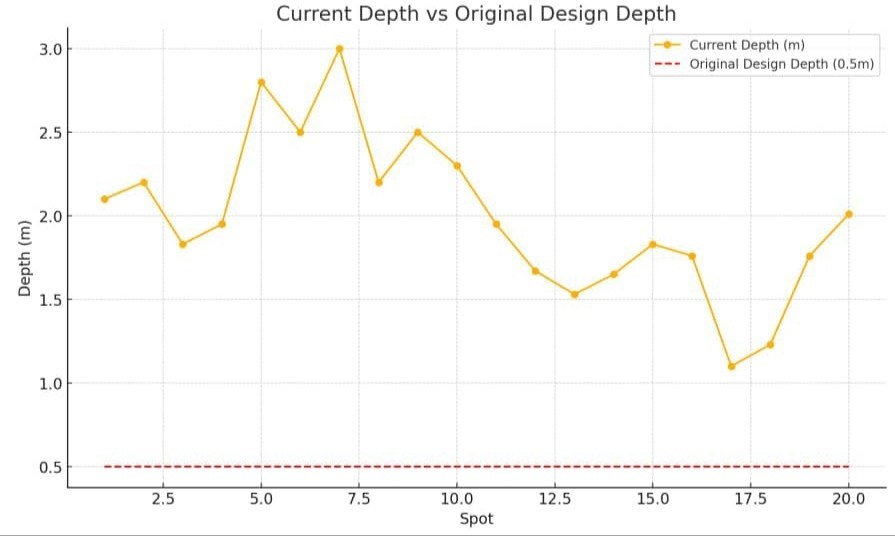 Current Depth vs Original Design Depth
Current Depth (m)
Original Design Depth (0.5m)
Depth (m)
3.0
2.5
2.0
1.5
1.0
0.5
2.5 5.0 7.5 10.0 12.5 15.0 17.5 20.0
Spot